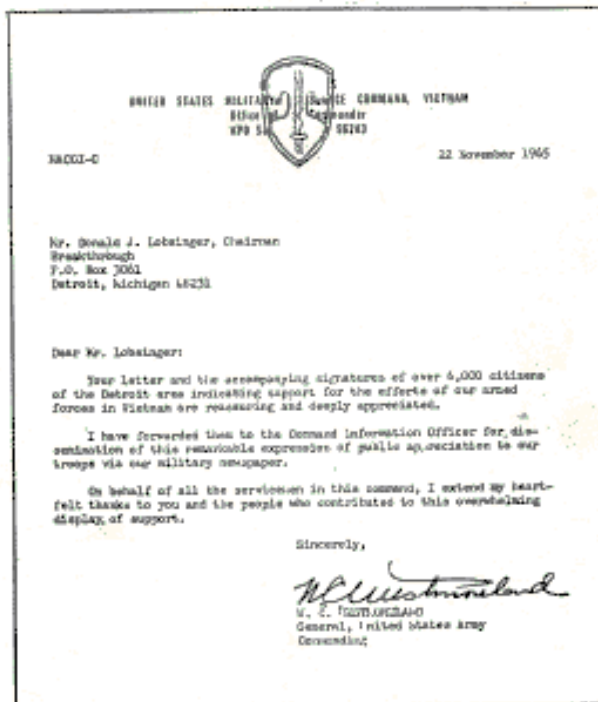 UNITED STATES MILITARY ASSISTANCE COMMAND, VIETNAM
Office of Commander
APO 96243
MACOI-C
22 November 1965
Mr. Donald J. Lobsinger, Chairman
Breakthrough
P.O. Box 3061
Detroit, Michigan 48231
Dear Mr. Lobsinger:
Your letter and the accompanying signatures of over 6,000 citizens
of the Detroit area indicating support for the efforts of our armed
forces in Vietnam are reassuring and deeply appreciated.
I have forwarded them to the Command Information Officer for dis-
semination of this remarkable expression of public appreciation to our
troops via our military newspaper.
On behalf of all the servicemen in this command, I extend my heart-
felt thanks to you and the people who contributed to this overwhelming
display of support.
Sincerely,
W C Westmoreland
W. C. WESTMORELAND
General, United States Army
Commanding